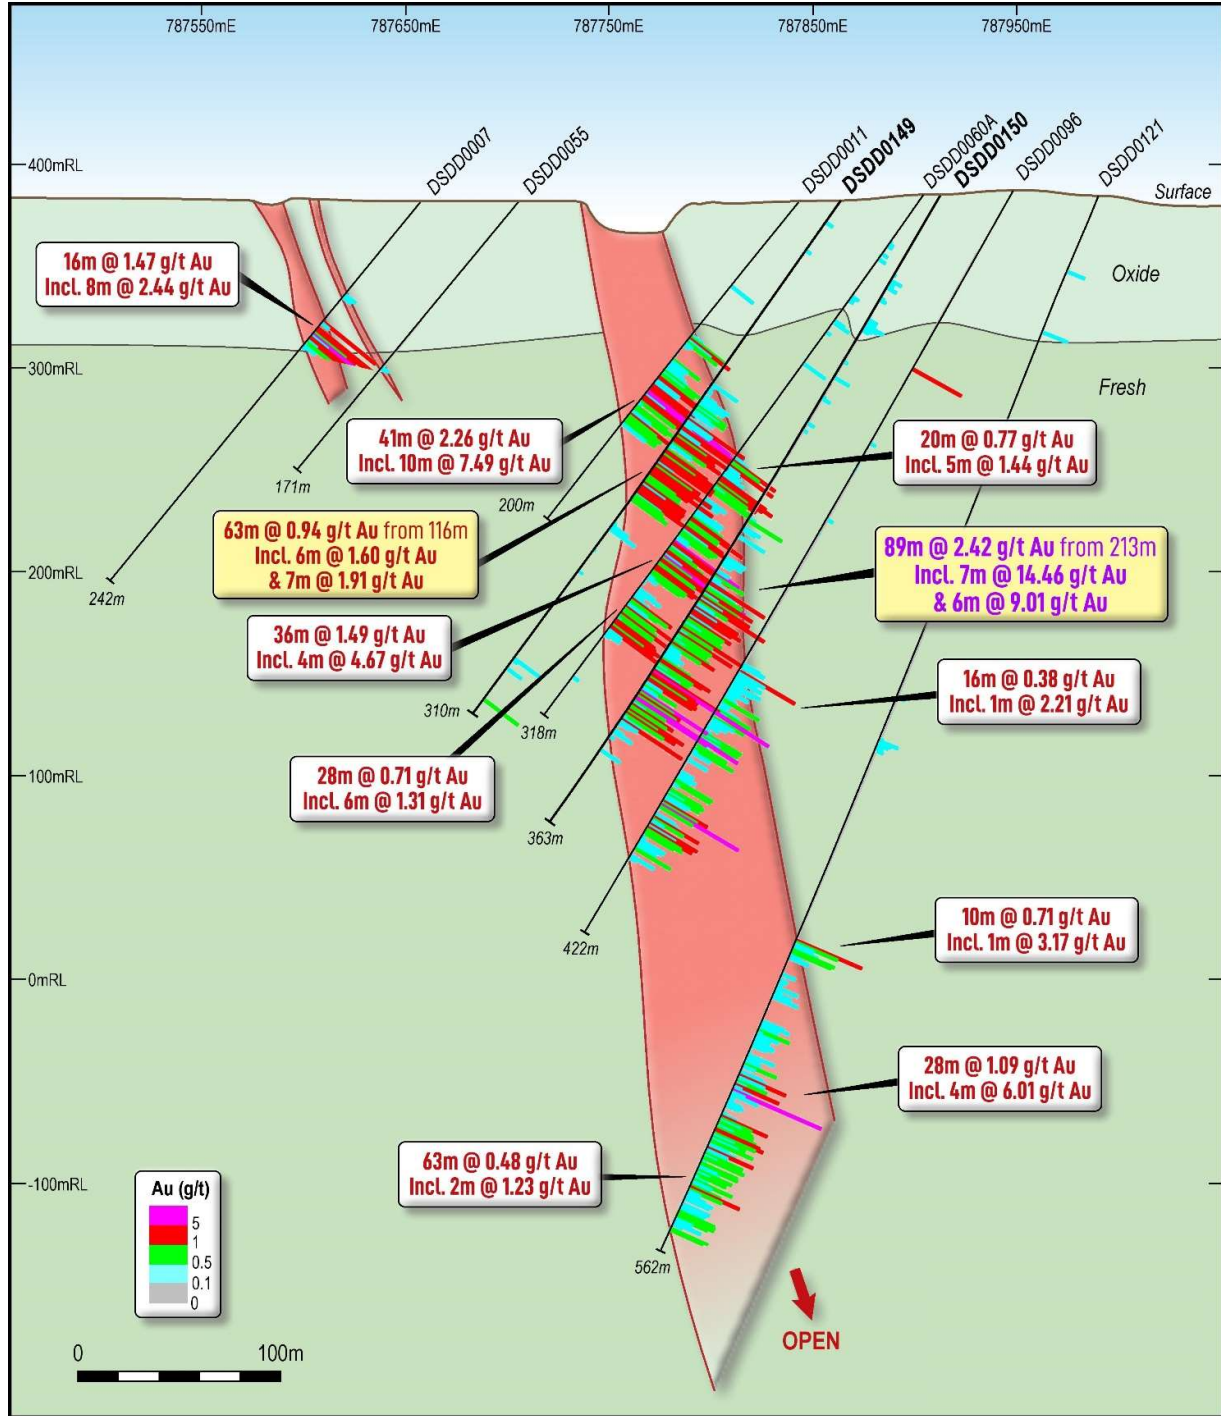 787550mE
787650mE
787750mE
787850mE
787950mE
DSDD0007
DSDD0055
DSDD0011
DSDD0149
DSDD0060A
DSDD0150
DSDD0096
DSDD0121
400mRL
Surface
16m @ 1.47 g/t Au
Incl. 8m @ 2.44 g/t Au
Oxide
300mRL
Fresh
41m @ 2.26 g/t Au
Incl. 10m @ 7.49 g/t Au
20m @ 0.77 g/t Au
Incl. 5m @ 1.44 g/t Au
171m
200m
63m @ 0.94 g/t Au from 116m
Incl. 6m @ 1.60 g/t Au
& 7m @ 1.91 g/t Au
89m @ 2.42 g/t Au from 213m
Incl. 7m @ 14.46 g/t Au
& 6m @ 9.01 g/t Au
200mRL
242m
36m @ 1.49 g/t Au
Incl. 4m @ 4.67 g/t Au
16m @ 0.38 g/t Au
Incl. 1m @ 2.21 g/t Au
310m
318m
28m @ 0.71 g/t Au
Incl. 6m @ 1.31 g/t Au
100mRL
363m
422m
10m @ 0.71 g/t Au
Incl. 1m @ 3.17 g/t Au
0mRL
28m @ 1.09 g/t Au
Incl. 4m @ 6.01 g/t Au
63m @ 0.48 g/t Au
Incl. 2m @ 1.23 g/t Au
-100mRL
Au (g/t)
5
1
0.5
0.1
0
562m
OPEN
0 100m